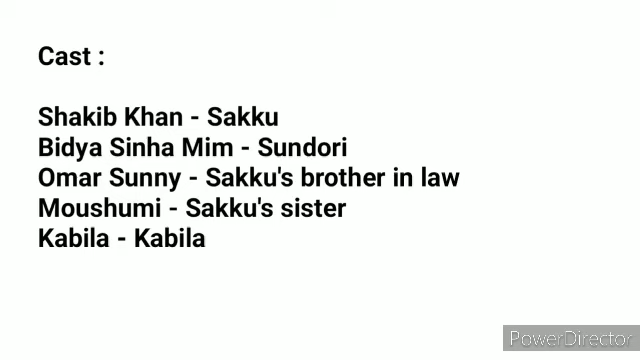 Cast :
Shakib Khan - Sakku
Bidya Sinha Mim - Sundori
Omar Sunny - Sakku's brother in law
Moushumi - Sakku's sister
Kabila - Kabila
PowerDirector